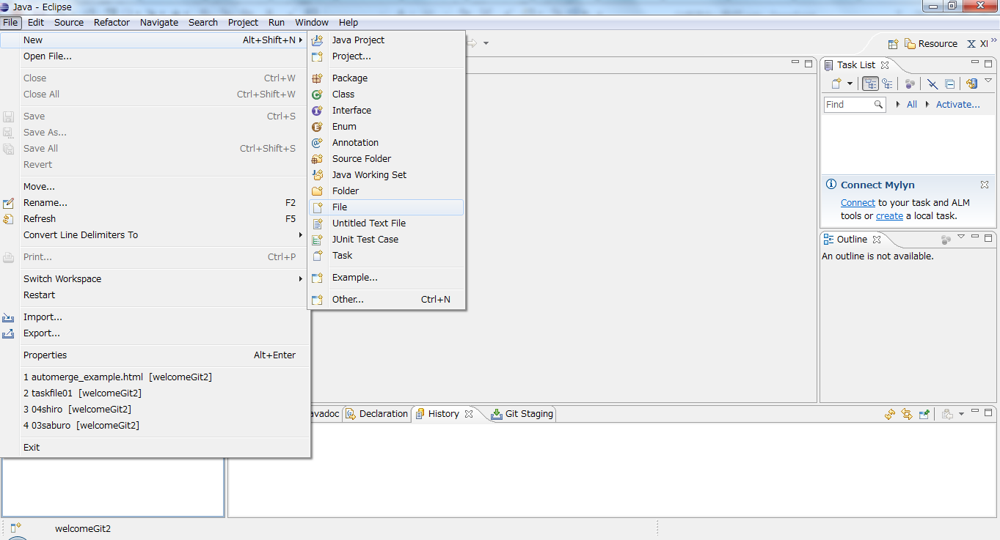 Java - Eclipse
File Edit Source Refactor Navigate Search Project Run Window Help
New Alt+Shift+N
Open File...
Close Ctrl+W
Close All Ctrl+Shift+W
Save Ctrl+S
Save As...
Save All Ctrl+Shift+S
Revert
Move...
Rename... F2
Refresh F5
Convert Line Delimiters To
Print... Ctrl+P
Switch Workspace
Restart
Import...
Export...
Properties Alt+Enter
1 automerge_example.html [welcomeGit2]
2 taskfile01 [welcomeGit2]
3 04shiro [welcomeGit2]
4 03saburo [welcomeGit2]
Exit
Java Project
Project...
Package
Class
Interface
Enum
Annotation
Source Folder
Java Working Set
Folder
File
Untitled Text File
JUnit Test Case
Task
Example...
Other... Ctrl+N
Resource X XI
Task List
Find All Activate...
Connect Mylyn
Connect to your task and ALM
tools or create a local task.
Outline
An outline is not available.
avadoc Declaration History Git Staging
welcomeGit2